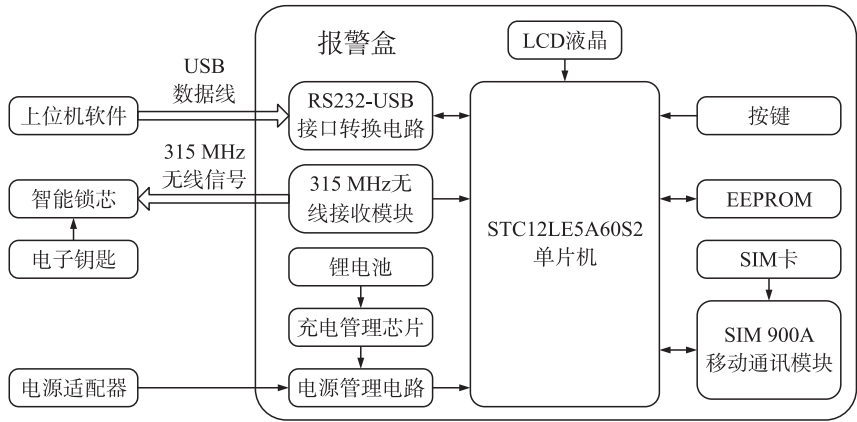 报警盒
LCD液晶
USB
数据线
上位机软件
RS232-USB
接口转换电路
按键
315 MHz
无线信号
智能锁芯
315 MHz无
线接收模块
STC12LE5A60S2
单片机
EEPROM
电子钥匙
锂电池
SIM卡
充电管理芯片
SIM 900A
移动通讯模块
电源适配器
电源管理电路